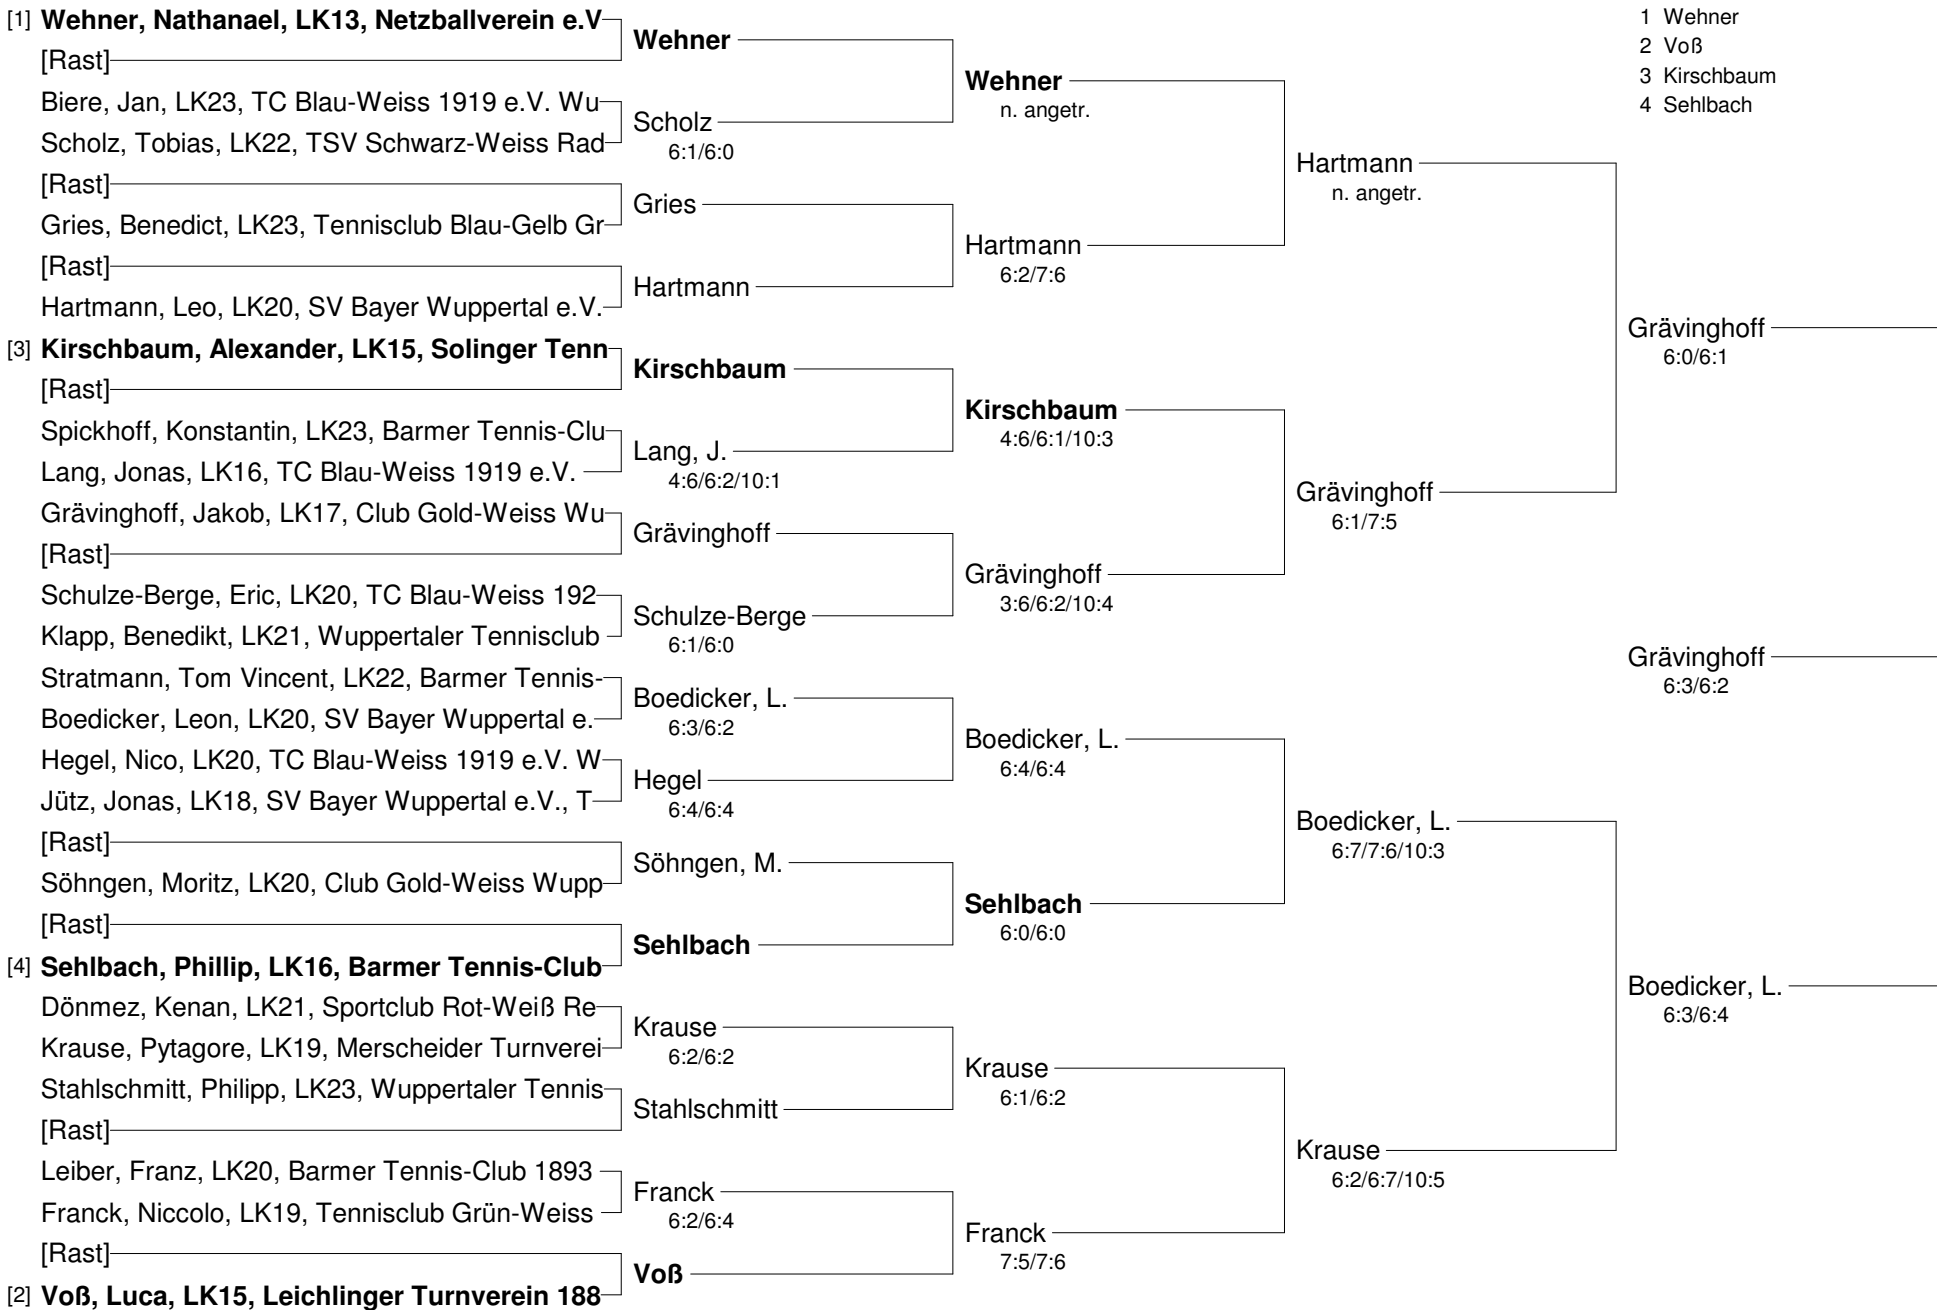 [1] Wehner, Nathanael, LK13, Netzballverein e.V
[Rast]
Biere, Jan, LK23, TC Blau-Weiss 1919 e.V. Wu
Scholz, Tobias, LK22, TSV Schwarz-Weiss Rad
[Rast]
Gries, Benedict, LK23, Tennisclub Blau-Gelb Gr
[Rast]
Hartmann, Leo, LK20, SV Bayer Wuppertal e.V.
[3] Kirschbaum, Alexander, LK15, Solinger Tenn
[Rast]
Spickhoff, Konstantin, LK23, Barmer Tennis-Clu
Lang, Jonas, LK16, TC Blau-Weiss 1919 e.V.
Grävinghoff, Jakob, LK17, Club Gold-Weiss Wu
[Rast]
Schulze-Berge, Eric, LK20, TC Blau-Weiss 192
Klapp, Benedikt, LK21, Wuppertaler Tennisclub
Stratmann, Tom Vincent, LK22, Barmer Tennis-
Boedicker, Leon, LK20, SV Bayer Wuppertal e.
Hegel, Nico, LK20, TC Blau-Weiss 1919 e.V. W
Jütz, Jonas, LK18, SV Bayer Wuppertal e.V., T
[Rast]
Söhngen, Moritz, LK20, Club Gold-Weiss Wupp
[Rast]
[4] Sehlbach, Phillip, LK16, Barmer Tennis-Club
Dönmez, Kenan, LK21, Sportclub Rot-Weiß Re
Krause, Pytagore, LK19, Merscheider Turnverei
Stahlschmitt, Philipp, LK23, Wuppertaler Tennis
[Rast]
Leiber, Franz, LK20, Barmer Tennis-Club 1893
Franck, Niccolo, LK19, Tennisclub Grün-Weiss
[Rast]
[2] Voß, Luca, LK15, Leichlinger Turnverein 188
Wehner
Scholz
6:1/6:0
Gries
Hartmann
Kirschbaum
Lang, J.
4:6/6:2/10:1
Grävinghoff
Schulze-Berge
6:1/6:0
Boedicker, L.
6:3/6:2
Hegel
6:4/6:4
Söhngen, M.
Sehlbach
Krause
6:2/6:2
Stahlschmitt
Franck
6:2/6:4
Voß
Wehner
n. angetr.
Hartmann
6:2/7:6
Kirschbaum
4:6/6:1/10:3
Grävinghoff
3:6/6:2/10:4
Boedicker, L.
6:4/6:4
Sehlbach
6:0/6:0
Krause
6:1/6:2
Franck
7:5/7:6
Hartmann
n. angetr.
Grävinghoff
6:1/7:5
Boedicker, L.
6:7/7:6/10:3
Krause
6:2/6:7/10:5
1 Wehner
2 Voß
3 Kirschbaum
4 Sehlbach
Grävinghoff
6:0/6:1
Grävinghoff
6:3/6:2
Boedicker, L.
6:3/6:4